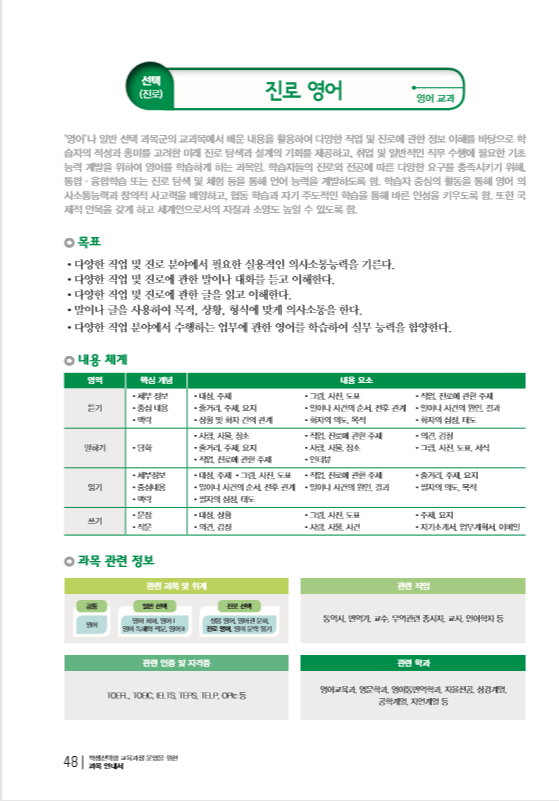 선택
(진로)
진로 영어
영어 교과
'영어'나 일반 선택 과목군의 교과목에서 배운 내용을 활용하여 다양한 직업 및 진로에 관한 정보 이해를 바탕으로 학
습자의 적성과 흥미를 고려한 미래 진로 탐색과 설계의 기회를 제공하고, 취업 및 일반적인 직무 수행에 필요한 기초
능력 계발을 위하여 영어를 학습하게 하는 과목임. 학습자들의 진로와 전공에 따른 다양한 요구를 충족시키기 위해,
통합·융합학습 또는 진로 탐색 및 체험 등을 통해 언어 능력을 계발하도록 함. 학습자 중심의 활동을 통해 영어 의
사소통능력과 창의적 사고력을 배양하고, 협동 학습과 자기 주도적인 학습을 통해 바른 인성을 키우도록 함. 또한 국
제적 안목을 갖게 하고 세계인으로서의 자질과 소양도 높일 수 있도록 함.
목표
• 다양한 직업 및 진로 분야에서 필요한 실용적인 의사소통능력을 기른다.
• 다양한 직업 및 진로에 관한 말이나 대화를 듣고 이해한다.
• 다양한 직업 및 진로에 관한 글을 읽고 이해한다.
• 말이나 글을 사용하여 목적, 상황, 형식에 맞게 의사소통을 한다.
• 다양한 직업 분야에서 수행하는 업무에 관한 영어를 학습하여 실무 능력을 함양한다.
내용 체계
영역 핵심 개념 내용 요소
• 세부 정보 • 대상, 주제 • 그림, 사진, 도표 • 직업, 진로에 관한 주제
듣기 • 중심 내용 • 줄거리, 주제, 요지 • 일이나 사건의 순서, 전후 관계 • 일이나 사건의 원인, 결과
• 맥락 • 상황 및 화자 간의 관계 • 화자의 의도, 목적 • 화자의 심정, 태도
• 사람, 사물, 장소 • 직업, 진로에 관한 주제 • 의견, 감정
말하기 • 담화 • 줄거리, 주제, 요지 • 사람, 사물, 장소 • 그림, 사진, 도표, 서식
• 직업, 진로에 관한 주제 • 인터뷰
• 세부정보 • 대상, 주제 • 그림, 사진, 도표 • 직업, 진로에 관한 주제 • 줄거리, 주제, 요지
읽기 • 중심내용 • 일이나 사건의 순서, 전후 관계 • 일이나 사건의 원인, 결과 • 필자의 의도, 목적
• 맥락 • 필자의 심정, 태도
• 문장 • 대상, 상황 • 그림, 사진, 도표 • 주제, 요지
쓰기 • 작문 • 의견, 감정 • 사람, 사물, 사건 • 자기소개서, 업무계획서, 이메일
과목 관련 정보
관련 과목 및 위계
공통 일반 선택 진로 선택
영어
영어 회화, 영어Ⅰ
영어 독해와 작문, 영어Ⅱ
실용 영어, 영어권 문화,
진로 영어, 영미 문학 읽기
관련 직업
통역사, 번역가, 교수, 무역관련 종사자, 교사, 언어학자 등
관련 인증 및 자격증
TOEFL, TOEIC, IELTS, TEPS, TELP, OPIc 등
관련 학과
영어교육과, 영문학과, 영어통번역학과, 자율전공, 상경계열,
공학계열, 자연계열 등
48
학생선택형 교육과정 운영을 위한
과목 안내서